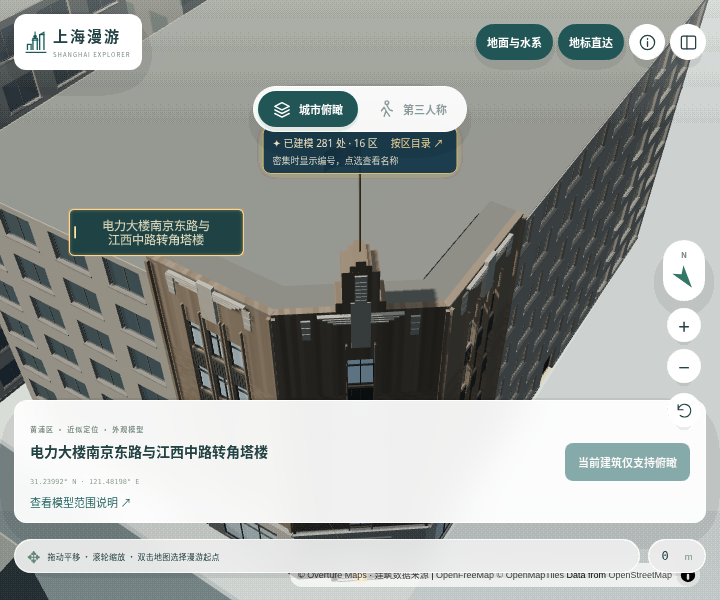 上海漫游
SHANGHAI EXPLORER
地面与水系
地标直达
城市俯瞰
第三人称
✦ 已建模 281 处 · 16 区 按区目录 ↗
密集时显示编号，点选查看名称
电力大楼南京东路与
江西中路转角塔楼
N
+
−
黄浦区 · 近似定位 · 外观模型
电力大楼南京东路与江西中路转角塔楼
31.23992° N · 121.48198° E
查看模型范围说明 ↗
当前建筑仅支持俯瞰
拖动平移 · 滚轮缩放 · 双击地图选择漫游起点
0 m
© Overture Maps · 建筑数据来源 | OpenFreeMap © OpenMapTiles Data from OpenStreetMap